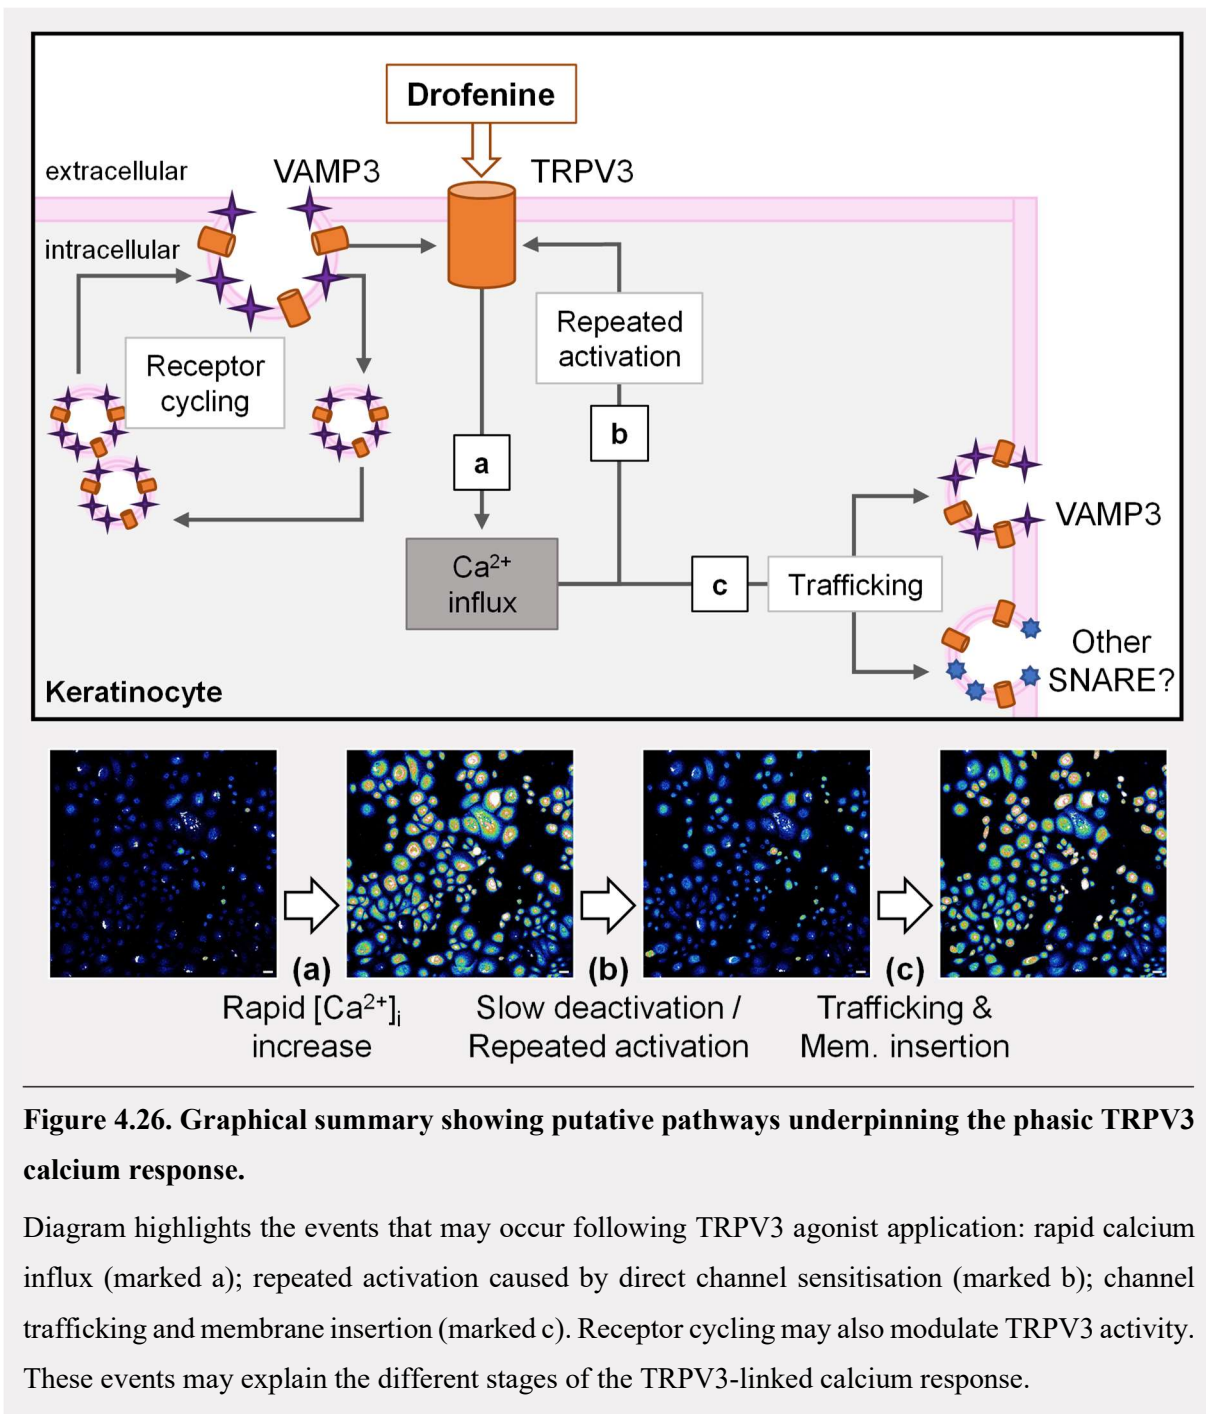 Drofenine
extracellular
VAMP3
TRPV3
intracellular
Repeated
activation
Receptor
cycling
b
a
VAMP3
Ca²⁺
influx
c
Trafficking
Other
SNARE?
Keratinocyte
(a)
Rapid [Ca²⁺]ᵢ
increase
(b)
Slow deactivation /
Repeated activation
(c)
Trafficking &
Mem. insertion
Figure 4.26. Graphical summary showing putative pathways underpinning the phasic TRPV3
calcium response.
Diagram highlights the events that may occur following TRPV3 agonist application: rapid calcium
influx (marked a); repeated activation caused by direct channel sensitisation (marked b); channel
trafficking and membrane insertion (marked c). Receptor cycling may also modulate TRPV3 activity.
These events may explain the different stages of the TRPV3-linked calcium response.